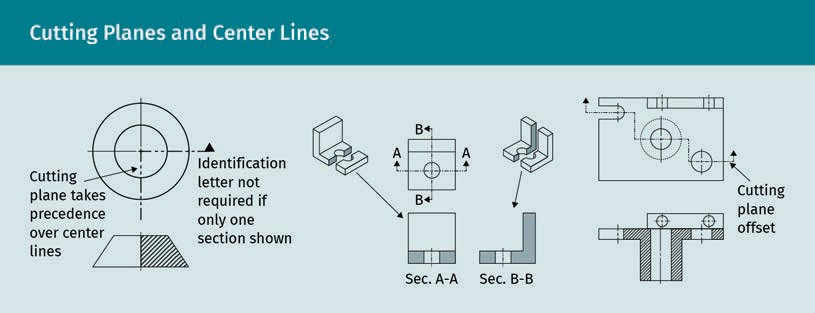 Cutting Planes and Center Lines
Cutting
plane takes
precedence
over center
lines
Identification
letter not
required if
only one
section shown
B
A
A
B
Sec. A-A
Sec. B-B
Cutting
plane
offset